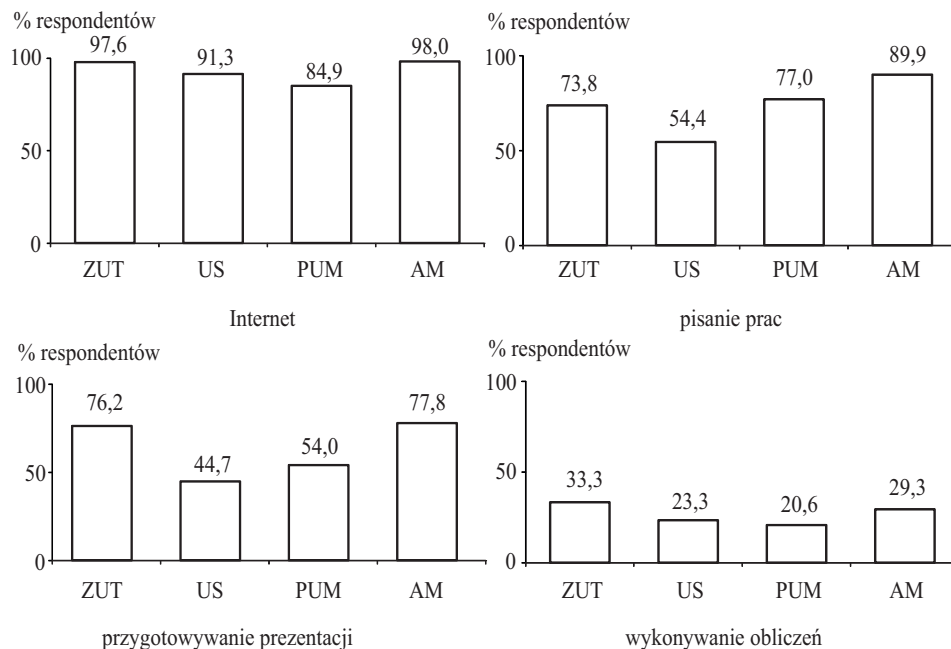 % respondentów
97,6 91,3 84,9 98,0
100
50
0
ZUT US PUM AM
Internet
% respondentów
73,8 54,4 77,0 89,9
100
50
0
ZUT US PUM AM
pisanie prac
% respondentów
76,2 44,7 54,0 77,8
100
50
0
ZUT US PUM AM
przygotowywanie prezentacji
% respondentów
33,3 23,3 20,6 29,3
100
50
0
ZUT US PUM AM
wykonywanie obliczeń